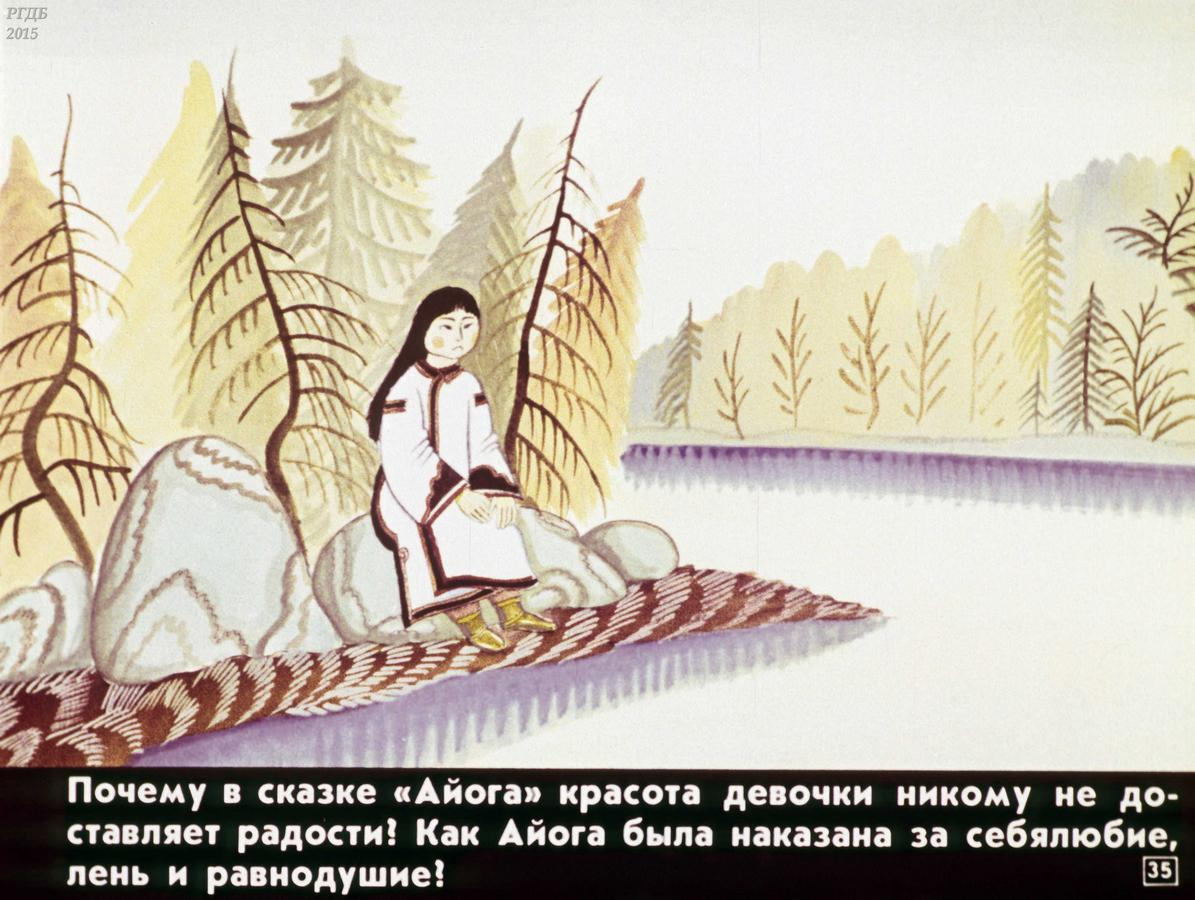 РГДБ
2015
Почему в сказке «Айога» красота девочки никому не до-
ставляет радости? Как Айога была наказана за себялюбие,
лень и равнодушие?
35